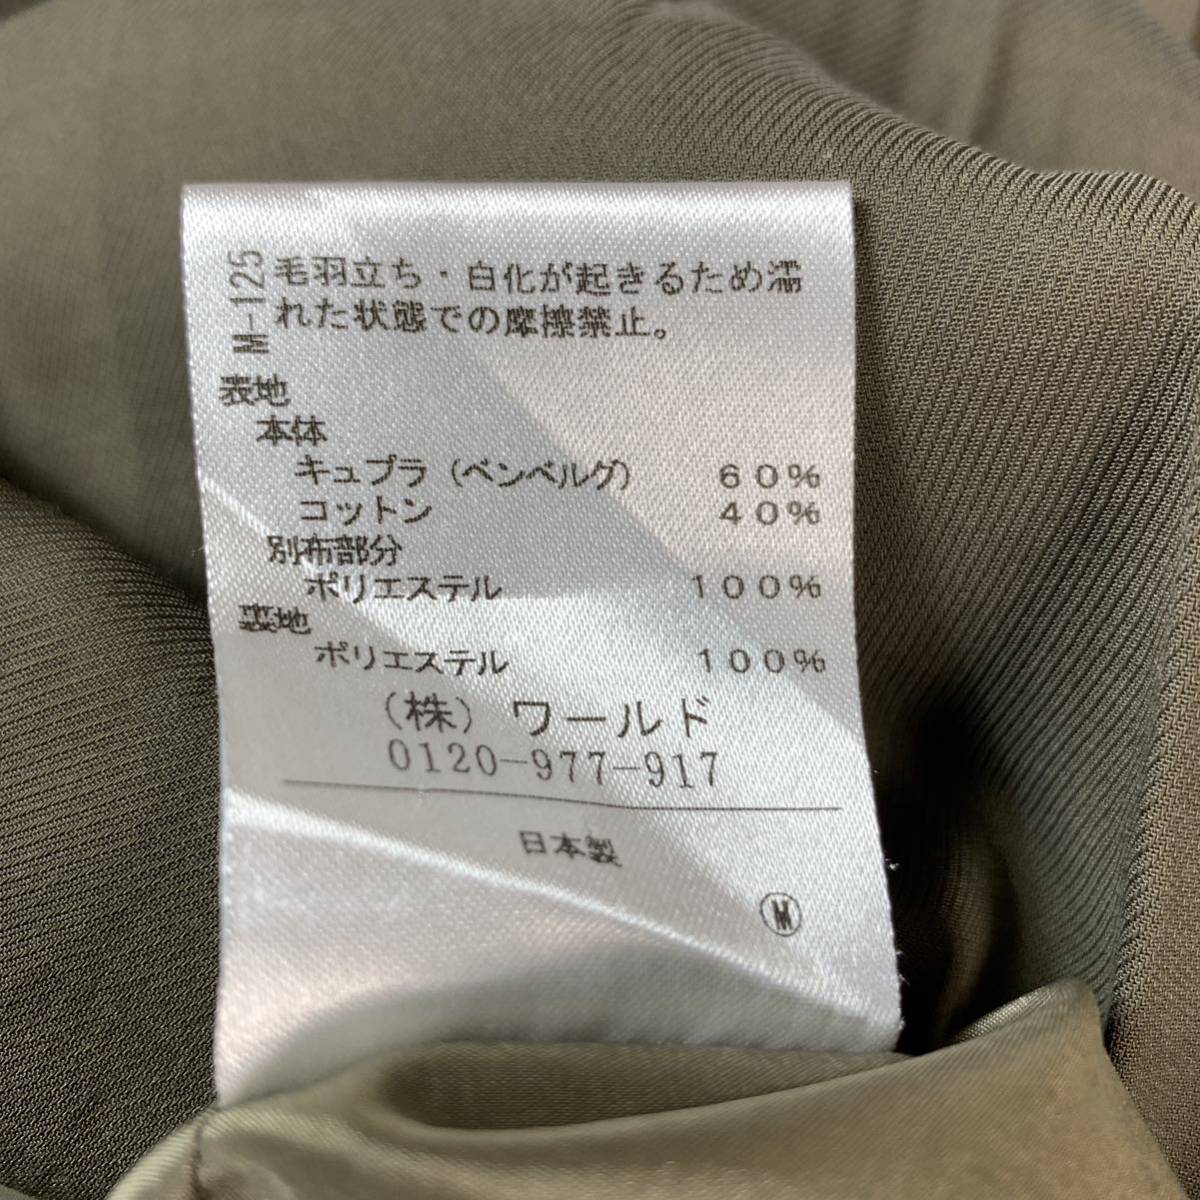 M-125
毛羽立ち・白化が起きるため濡
れた状態での摩擦禁止。
表地
本体
キュプラ（ベンベルグ） 60%
コットン 40%
別布部分
ポリエステル 100%
裏地
ポリエステル 100%
（株）ワールド
0120-977-917
日本製
M